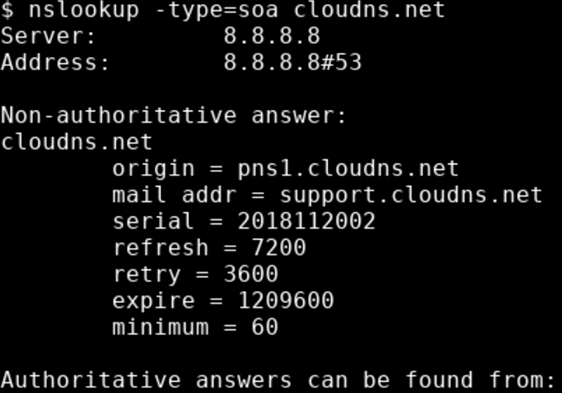 $ nslookup -type=soa cloudns.net
Server:         8.8.8.8
Address:        8.8.8.8#53

Non-authoritative answer:
cloudns.net
        origin = pns1.cloudns.net
        mail addr = support.cloudns.net
        serial = 2018112002
        refresh = 7200
        retry = 3600
        expire = 1209600
        minimum = 60

Authoritative answers can be found from: